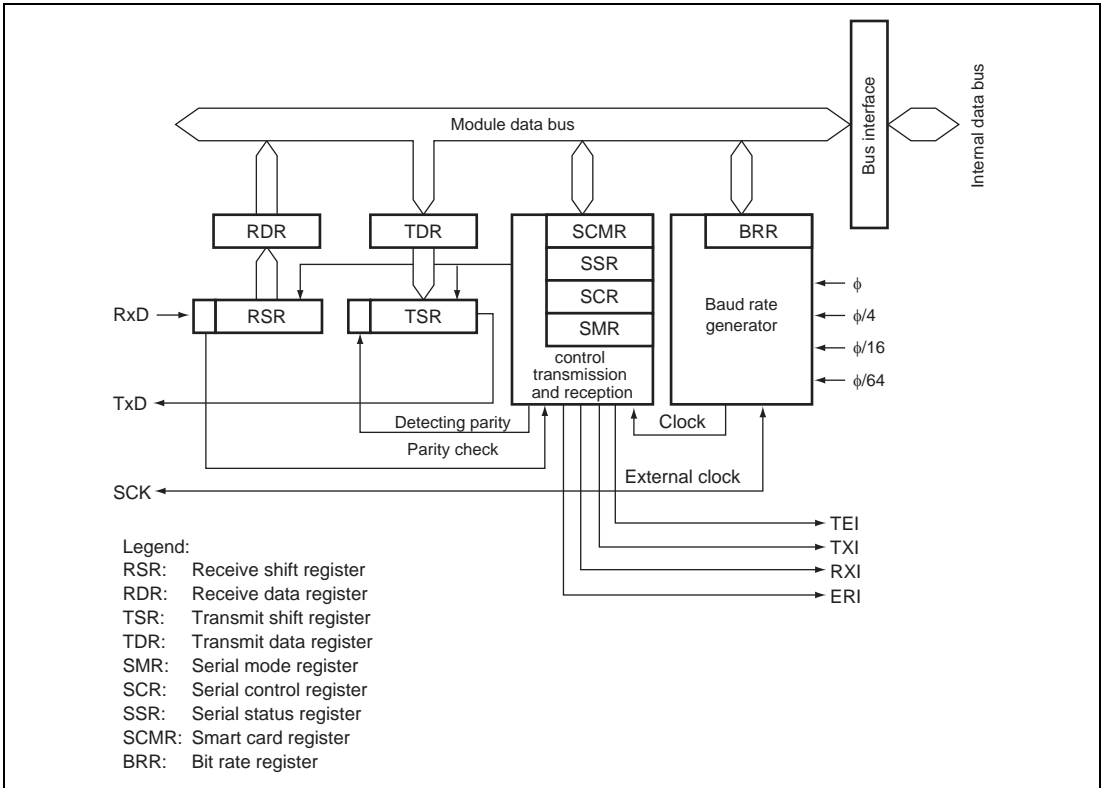 Module data bus
Bus interface
Internal data bus
RDR
TDR
SCMR
BRR
SSR
SCR
SMR
RxD
RSR
TSR
Baud rate
generator
ϕ
ϕ/4
ϕ/16
ϕ/64
control
transmission
and reception
TxD
Detecting parity
Clock
Parity check
External clock
SCK
TEI
TXI
RXI
ERI
Legend:
RSR: Receive shift register
RDR: Receive data register
TSR: Transmit shift register
TDR: Transmit data register
SMR: Serial mode register
SCR: Serial control register
SSR: Serial status register
SCMR: Smart card register
BRR: Bit rate register